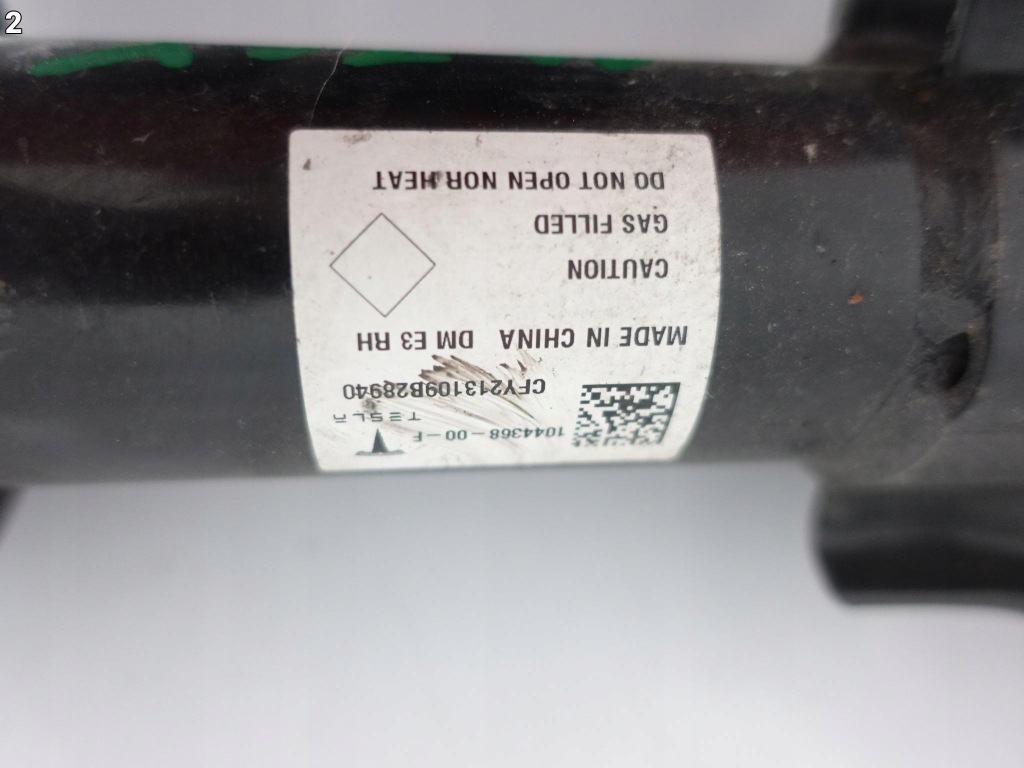 2
1044368-00-F
TESLA
CFY213109B28940
MADE IN CHINA DM E3 RH
CAUTION
GAS FILLED
DO NOT OPEN NOR HEAT